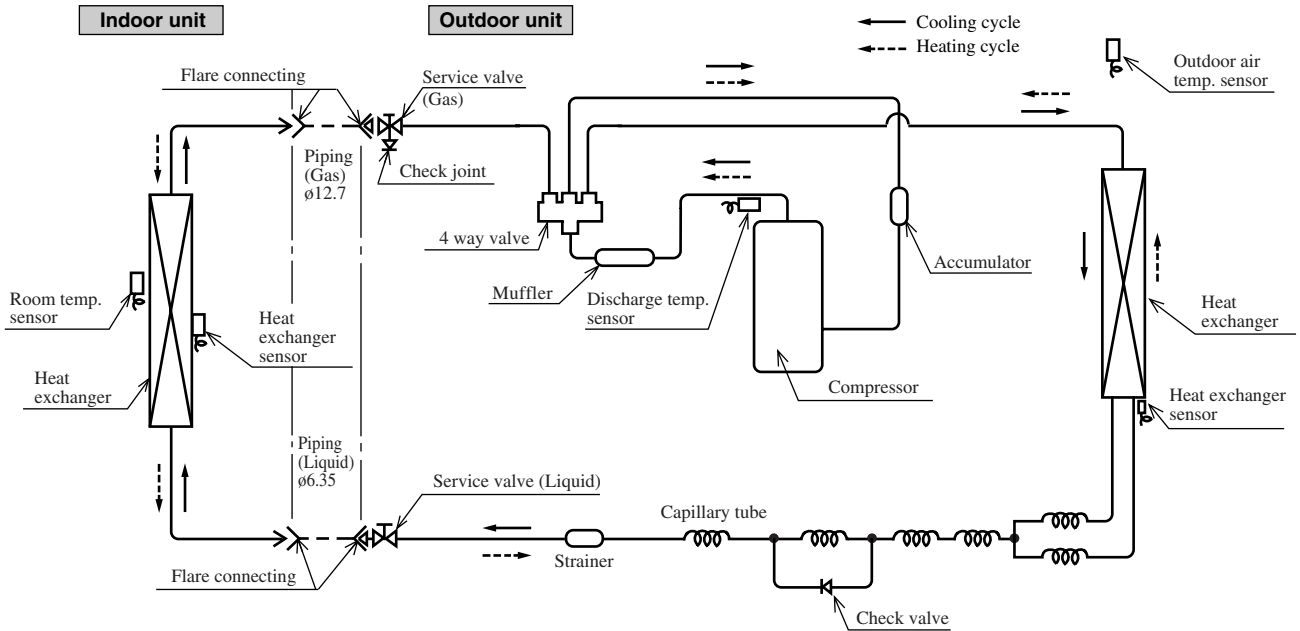 Indoor unit
Outdoor unit
Cooling cycle
Heating cycle
Outdoor air
temp. sensor
Flare connecting
Service valve
(Gas)
Piping
(Gas)
ø12.7
Check joint
4 way valve
Muffler
Discharge temp.
sensor
Accumulator
Room temp.
sensor
Heat
exchanger
sensor
Heat
exchanger
Heat
exchanger
Compressor
Heat exchanger
sensor
Piping
(Liquid)
ø6.35
Service valve (Liquid)
Capillary tube
Strainer
Flare connecting
Check valve